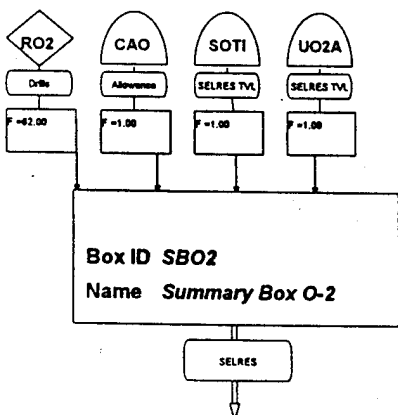 RO2 CAO SOTI UO2A
Drills Allowance SELRES TVL SELRES TVL
F =62.00 F =1.00 F =1.00 F =1.00
Box ID SBO2
Name Summary Box O-2
SELRES